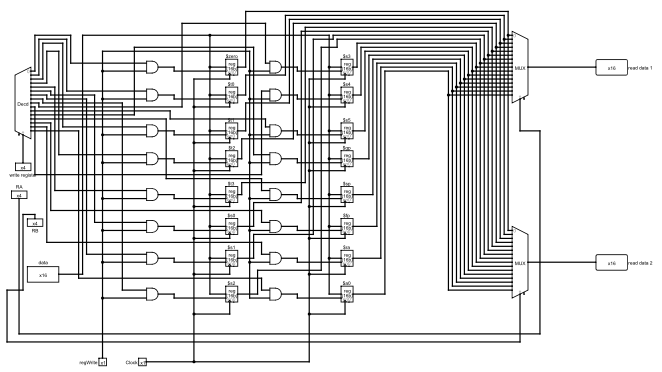 $zero
$s3
reg
16b
reg
16b
MUX
x16
read data 1
$t0
$s4
reg
16b
reg
16b
Decd
$t1
$s5
reg
16b
reg
16b
$t2
$gp
reg
16b
reg
16b
x4
write register
RA
x4
$t3
$sp
reg
16b
reg
16b
x4
RB
$s0
$fp
reg
16b
reg
16b
$s1
$ra
reg
16b
reg
16b
MUX
x16
read data 2
data
x16
$s2
$a0
reg
16b
reg
16b
regWrite
x1
Clock
x1